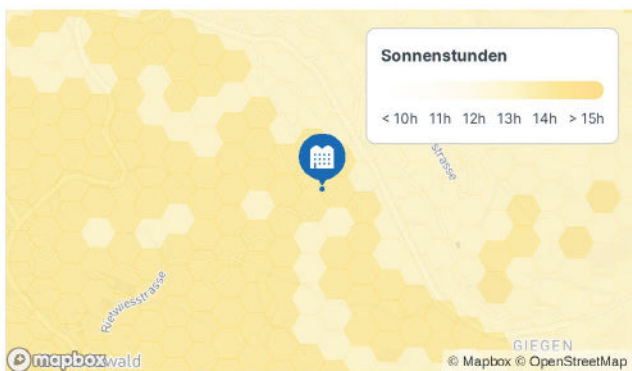 Sonnenstunden
< 10h 11h 12h 13h 14h > 15h
strasse
Rietwiesstrasse
GIEGEN
mapbox
wald
© Mapbox © OpenStreetMap